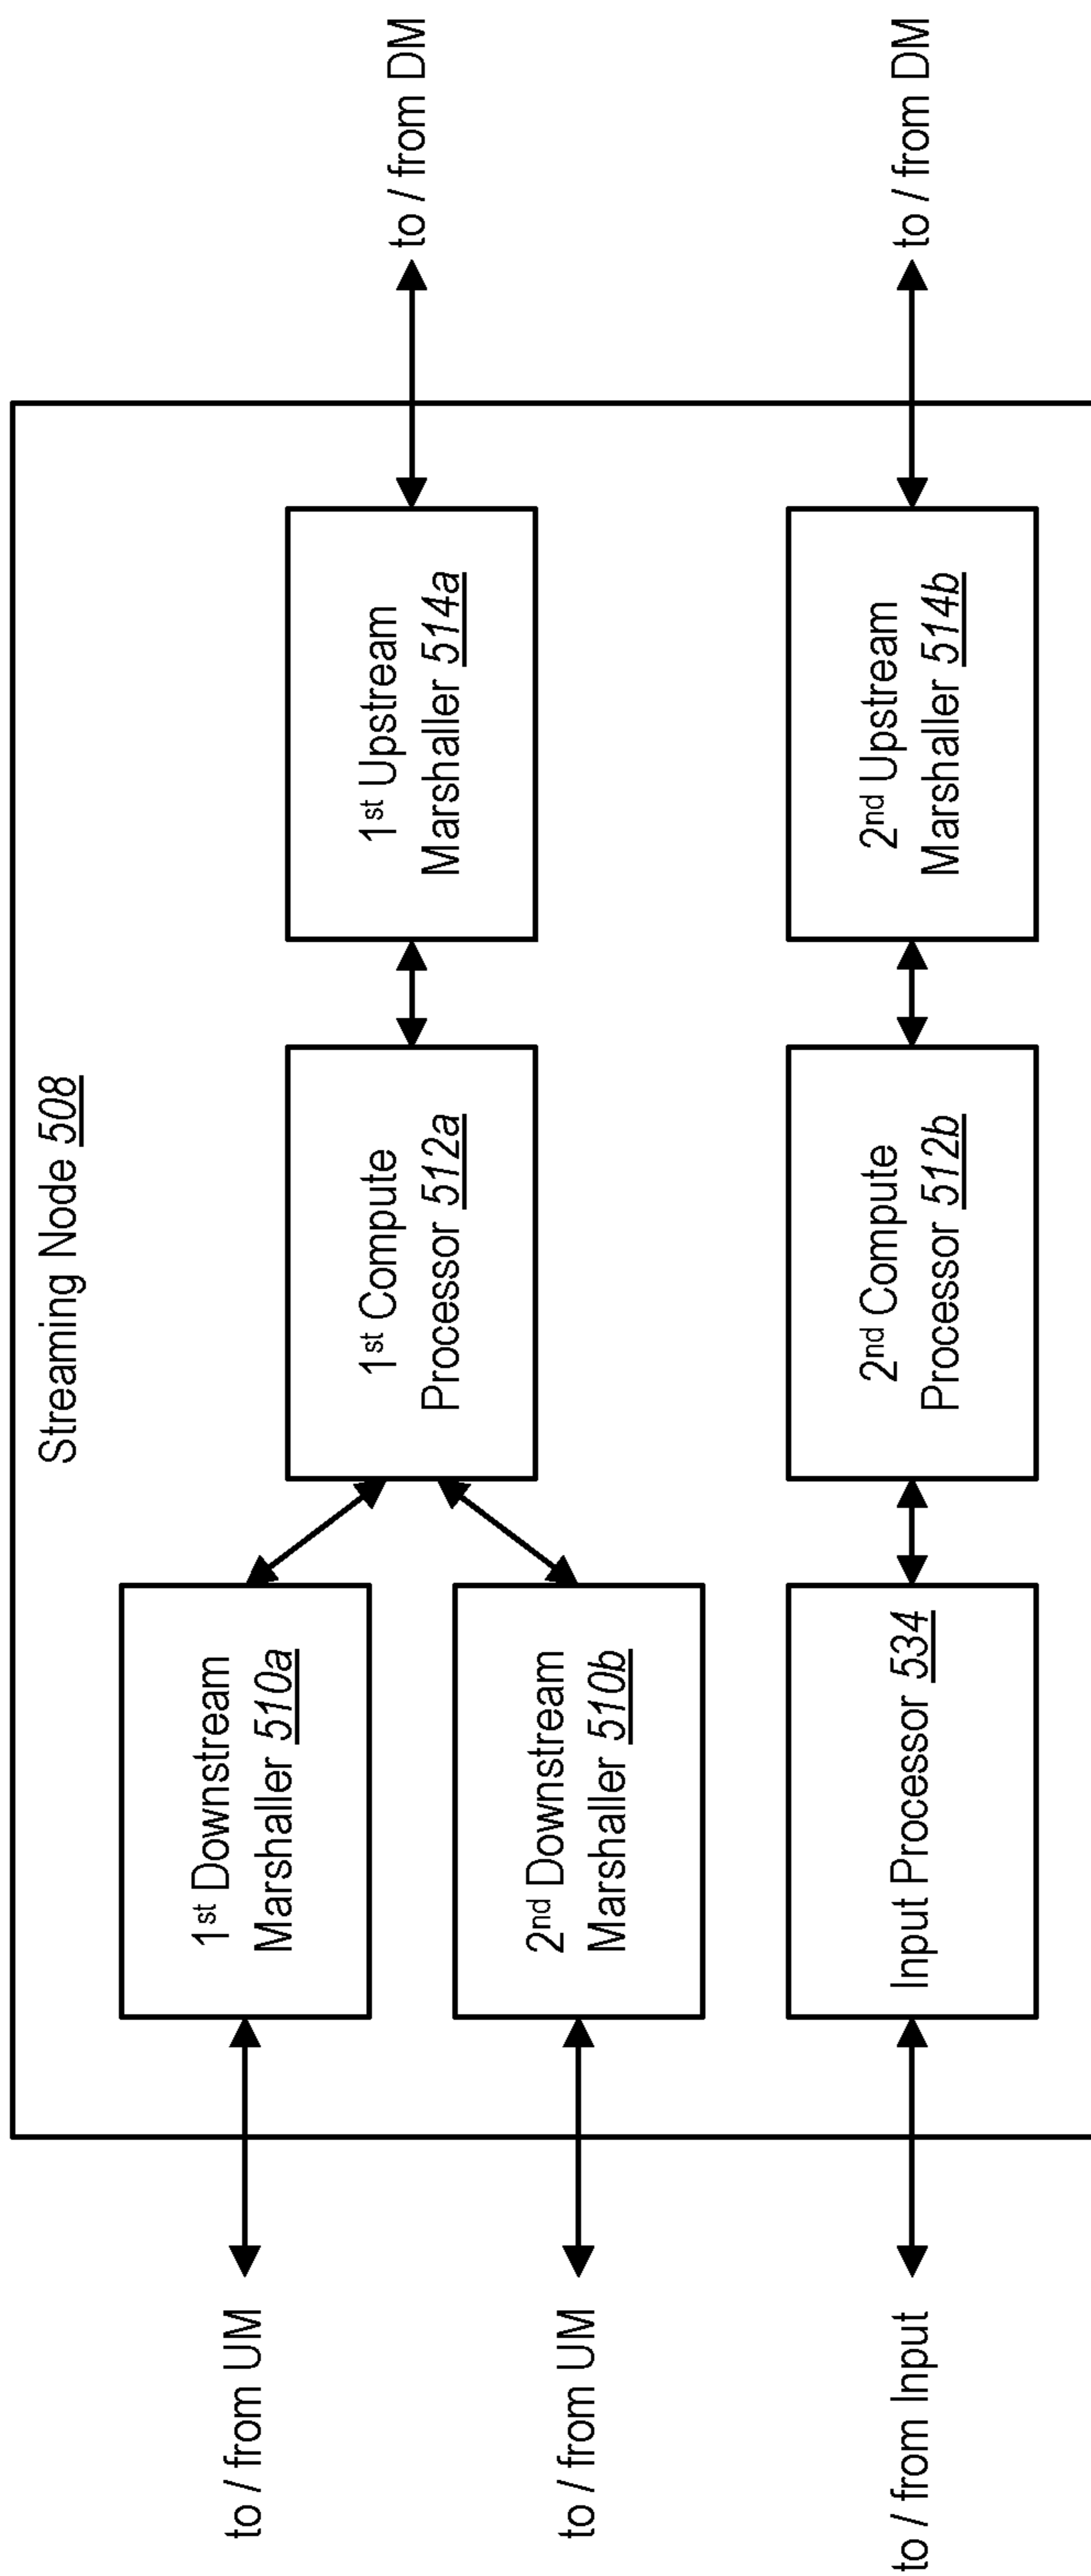 Streaming Node 508
to / from UM
1st Downstream
Marshaller 510a
1st Compute
Processor 512a
1st Upstream
Marshaller 514a
to / from DM
to / from UM
2nd Downstream
Marshaller 510b
to / from Input
Input Processor 534
2nd Compute
Processor 512b
2nd Upstream
Marshaller 514b
to / from DM